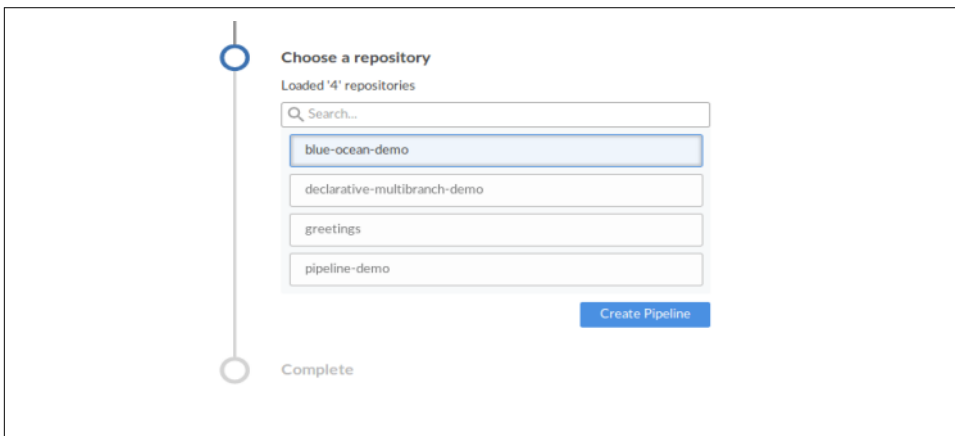 Choose a repository
Loaded '4' repositories
Search...
blue-ocean-demo
declarative-multibranch-demo
greetings
pipeline-demo
Create Pipeline
Complete